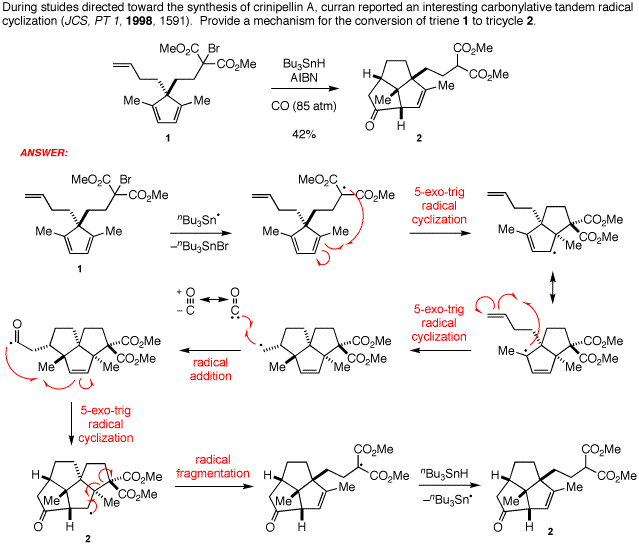 During stuides directed toward the synthesis of crinipellin A, curran reported an interesting carbonylative tandem radical
cyclization (JCS, PT 1, 1998, 1591). Provide a mechanism for the conversion of triene 1 to tricycle 2.
MeO2C Br
CO2Me
Me Me
1
Bu3SnH
AIBN
CO (85 atm)
42%
CO2Me
CO2Me
H
Me
Me
O
H
2
ANSWER:
MeO2C Br
CO2Me
Me Me
1
nBu3Sn•
–nBu3SnBr
MeO2C •
CO2Me
Me Me
5-exo-trig
radical
cyclization
CO2Me
CO2Me
Me
Me
•
+ O O
– C C
O
•
CO2Me
CO2Me
Me Me
radical
addition
•
CO2Me
CO2Me
Me Me
5-exo-trig
radical
cyclization
CO2Me
CO2Me
Me • Me
5-exo-trig
radical
cyclization
H
CO2Me
CO2Me
Me
Me
O
H
•
2
radical
fragmentation
CO2Me
•
CO2Me
H
Me
Me
O
H
nBu3SnH
–nBu3Sn•
CO2Me
CO2Me
H
Me
Me
O
H
2